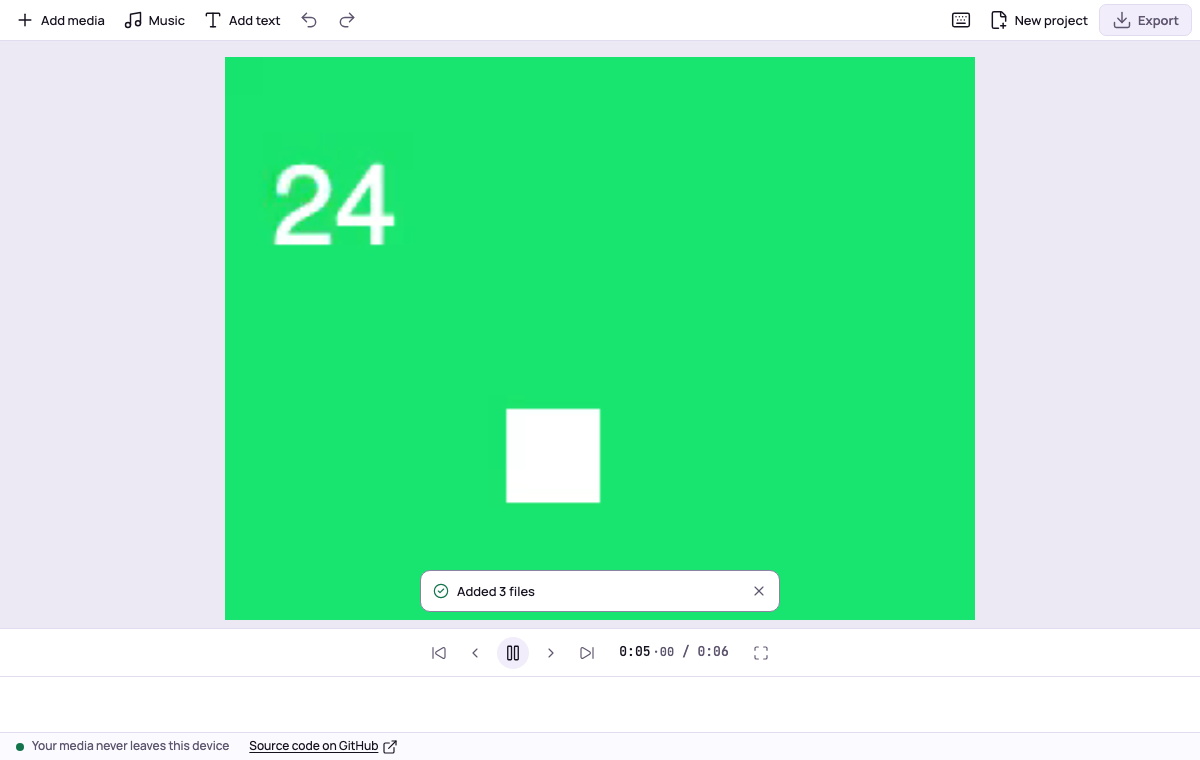 Add media
Music
Add text
New project
Export
24
Added 3 files
0:05·00 / 0:06
Your media never leaves this device
Source code on GitHub